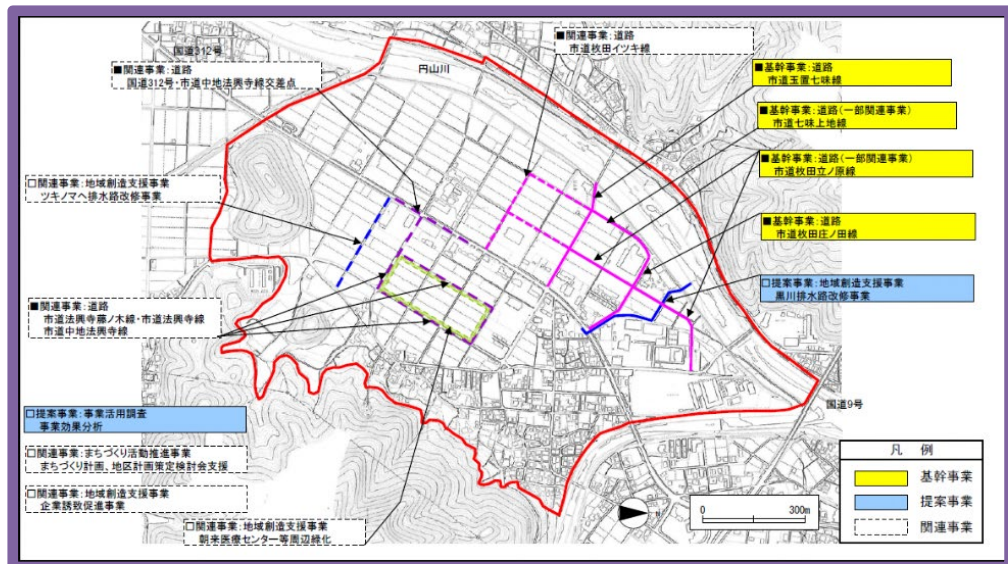 国道312号
円山川
■関連事業:道路
市道枚田イツキ線
■関連事業:道路
国道312号・市道中地法興寺線交差点
■基幹事業:道路
市道玉置七味線
■基幹事業:道路(一部関連事業)
市道七味上地線
■基幹事業:道路(一部関連事業)
市道枚田立ノ原線
■基幹事業:道路
市道枚田庄ノ田線
□関連事業:地域創造支援事業
ツキノマへ排水路改修事業
□提案事業:地域創造支援事業
黒川排水路改修事業
■関連事業:道路
市道法興寺藤ノ木線・市道法興寺線
市道中地法興寺線
国道9号
□提案事業:事業活用調査
事業効果分析
□関連事業:まちづくり活動推進事業
まちづくり計画、地区計画策定検討会支援
□関連事業:地域創造支援事業
企業誘致促進事業
□関連事業:地域創造支援事業
朝来医療センター等周辺緑化
N
0 300m
凡 例
基幹事業
提案事業
関連事業